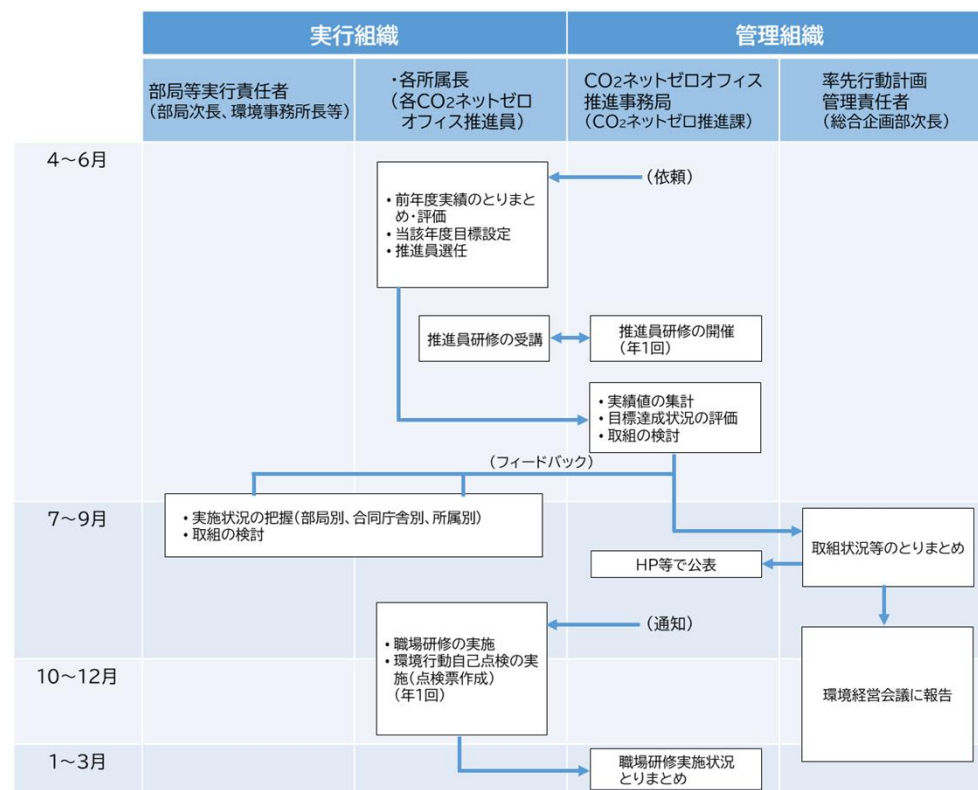 実行組織
管理組織
部局等実行責任者
(部局次長、環境事務所長等)
・各所属長
(各CO₂ネットゼロ
オフィス推進員)
CO₂ネットゼロオフィス
推進事務局
(CO₂ネットゼロ推進課)
率先行動計画
管理責任者
(総合企画部次長)
4～6月
(依頼)
• 前年度実績のとりまと
め・評価
• 当該年度目標設定
• 推進員選任
推進員研修の受講
推進員研修の開催
(年1回)
• 実績値の集計
• 目標達成状況の評価
• 取組の検討
(フィードバック)
7～9月
• 実施状況の把握(部局別、合同庁舎別、所属別)
• 取組の検討
取組状況等のとりまとめ
HP等で公表
(通知)
• 職場研修の実施
• 環境行動自己点検の実
施(点検票作成)
(年1回)
10～12月
環境経営会議に報告
1～3月
職場研修実施状況
とりまとめ